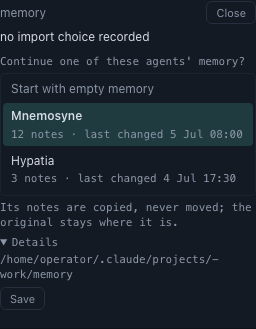 memory
Close
no import choice recorded
Continue one of these agents' memory?
Start with empty memory
Mnemosyne
12 notes · last changed 5 Jul 08:00
Hypatia
3 notes · last changed 4 Jul 17:30
Its notes are copied, never moved; the
original stays where it is.
▼ Details
/home/operator/.claude/projects/-
work/memory
Save